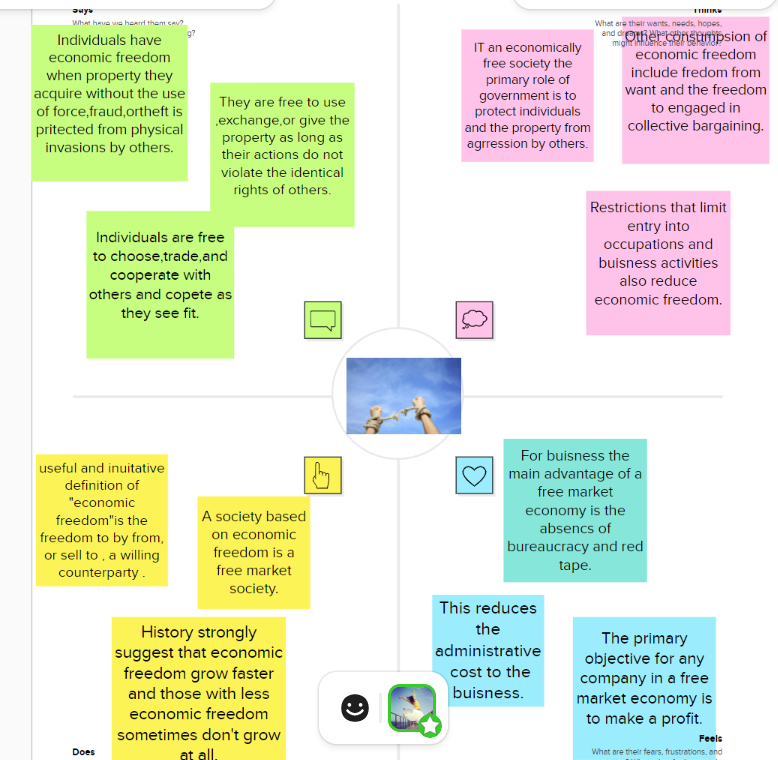 Says
What have we heard them say?
g?
Individuals have
economic freedom
when property they
acquire without the use
of force,fraud,ortheft is
pritected from physical
invasions by others.
They are free to use
,exchange,or give the
property as long as
their actions do not
violate the identical
rights of others.
Individuals are free
to choose,trade,and
cooperate with
others and copete as
they see fit.
Thinks
What are their wants, needs, hopes,
and dreams? What other thoughts
might influence their behavior?
IT an economically
free society the
primary role of
government is to
protect individuals
and the property from
agrression by others.
Other consumpsion of
economic freedom
include fredom from
want and the freedom
to engaged in
collective bargaining.
Restrictions that limit
entry into
occupations and
buisness activities
also reduce
economic freedom.
useful and inuitative
definition of
"economic
freedom"is the
freedom to by from,
or sell to , a willing
counterparty .
A society based
on economic
freedom is a
free market
society.
History strongly
suggest that economic
freedom grow faster
and those with less
economic freedom
sometimes don't grow
at all.
Does
For buisness the
main advantage of a
free market
economy is the
absencs of
bureaucracy and red
tape.
This reduces
the
administrative
cost to the
buisness.
The primary
objective for any
company in a free
market economy is
to make a profit.
Feels
What are their fears, frustrations, and